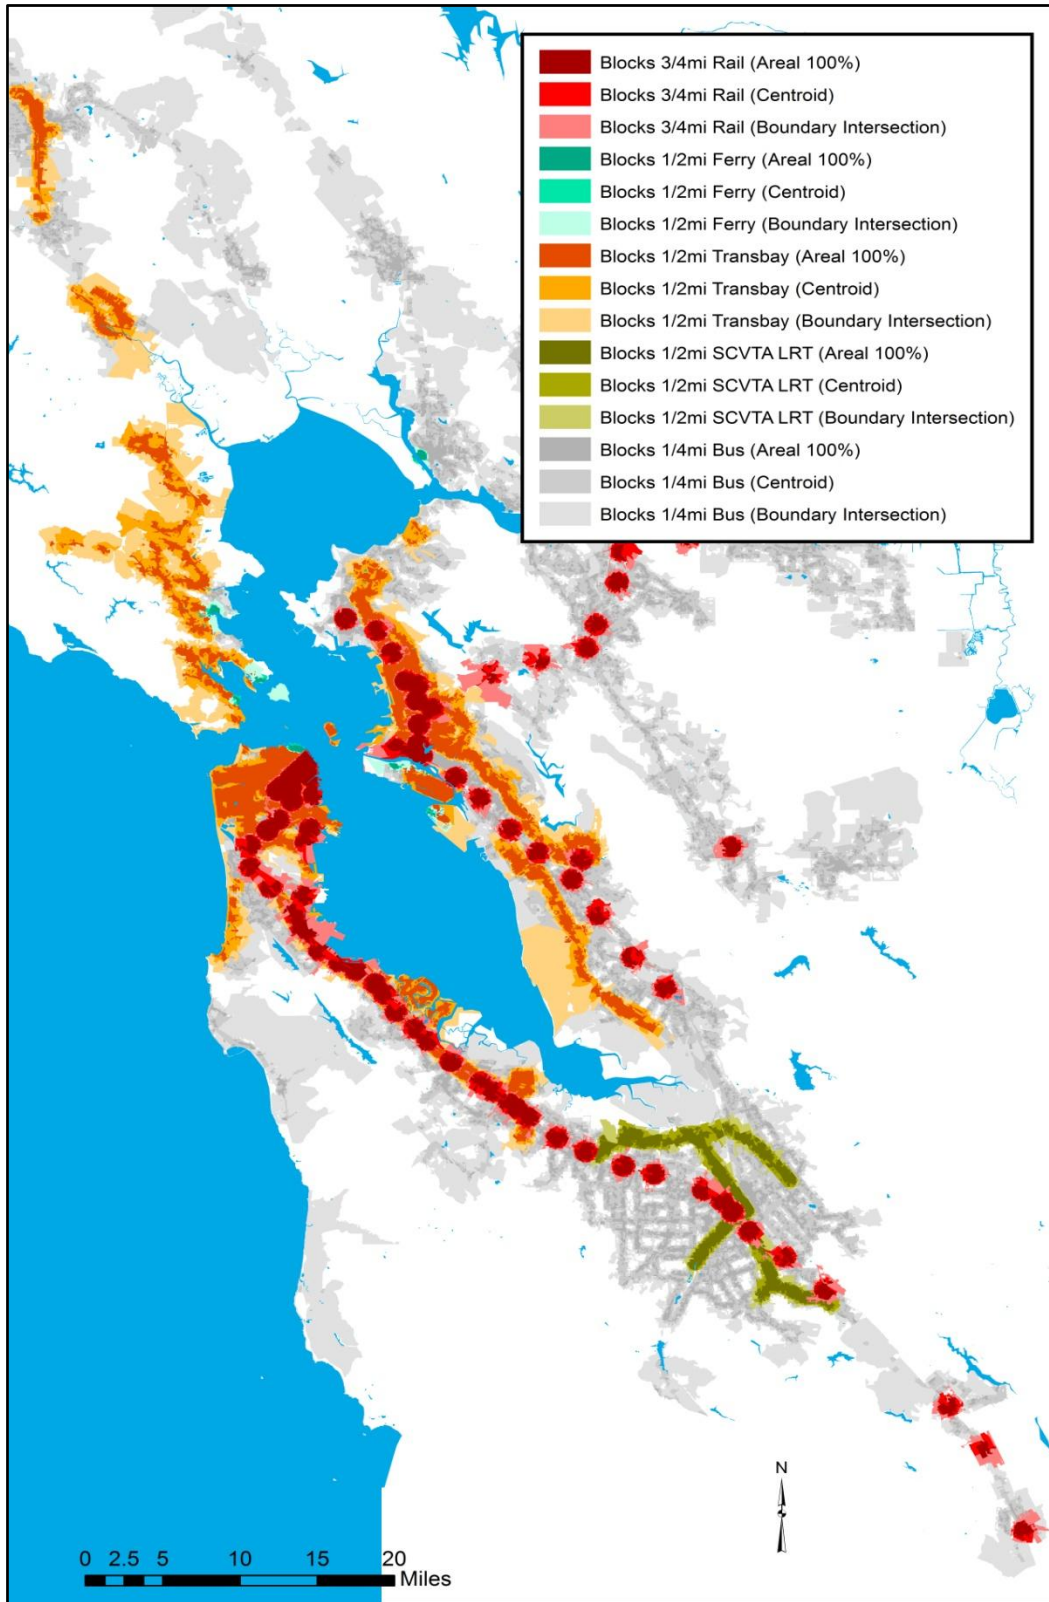 Blocks 3/4mi Rail (Areal 100%)
Blocks 3/4mi Rail (Centroid)
Blocks 3/4mi Rail (Boundary Intersection)
Blocks 1/2mi Ferry (Areal 100%)
Blocks 1/2mi Ferry (Centroid)
Blocks 1/2mi Ferry (Boundary Intersection)
Blocks 1/2mi Transbay (Areal 100%)
Blocks 1/2mi Transbay (Centroid)
Blocks 1/2mi Transbay (Boundary Intersection)
Blocks 1/2mi SCVTA LRT (Areal 100%)
Blocks 1/2mi SCVTA LRT (Centroid)
Blocks 1/2mi SCVTA LRT (Boundary Intersection)
Blocks 1/4mi Bus (Areal 100%)
Blocks 1/4mi Bus (Centroid)
Blocks 1/4mi Bus (Boundary Intersection)
N
0 2.5 5 10 15 20
Miles